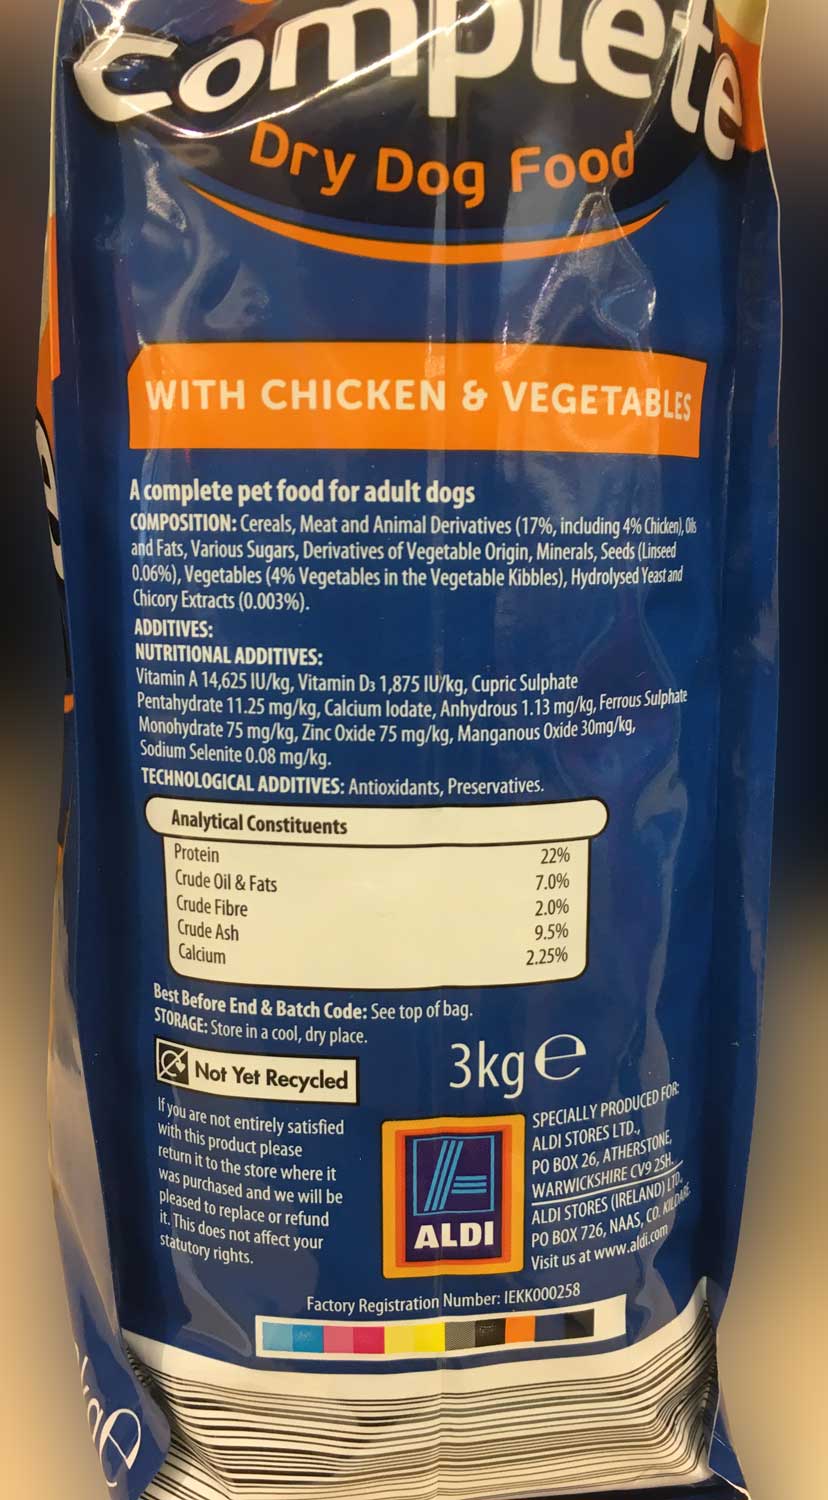 Complete
Dry Dog Food
WITH CHICKEN & VEGETABLES
A complete pet food for adult dogs
COMPOSITION: Cereals, Meat and Animal Derivatives (17%, including 4% Chicken), Oils
and Fats, Various Sugars, Derivatives of Vegetable Origin, Minerals, Seeds (Linseed
0.06%), Vegetables (4% Vegetables in the Vegetable Kibbles), Hydrolysed Yeast and
Chicory Extracts (0.003%).
ADDITIVES:
NUTRITIONAL ADDITIVES:
Vitamin A 14,625 IU/kg, Vitamin D₃ 1,875 IU/kg, Cupric Sulphate
Pentahydrate 11.25 mg/kg, Calcium Iodate, Anhydrous 1.13 mg/kg, Ferrous Sulphate
Monohydrate 75 mg/kg, Zinc Oxide 75 mg/kg, Manganous Oxide 30mg/kg,
Sodium Selenite 0.08 mg/kg.
TECHNOLOGICAL ADDITIVES: Antioxidants, Preservatives.
Analytical Constituents
Protein 22%
Crude Oil & Fats 7.0%
Crude Fibre 2.0%
Crude Ash 9.5%
Calcium 2.25%
Best Before End & Batch Code: See top of bag.
STORAGE: Store in a cool, dry place.
Not Yet Recycled
3kg ℮
If you are not entirely satisfied
with this product please
return it to the store where it
was purchased and we will be
pleased to replace or refund
it. This does not affect your
statutory rights.
ALDI
SPECIALLY PRODUCED FOR:
ALDI STORES LTD.,
PO BOX 26, ATHERSTONE,
WARWICKSHIRE CV9 2SH.
ALDI STORES (IRELAND) LTD.,
PO BOX 726, NAAS, CO. KILDARE.
Visit us at www.aldi.com
Factory Registration Number: IEKK000258